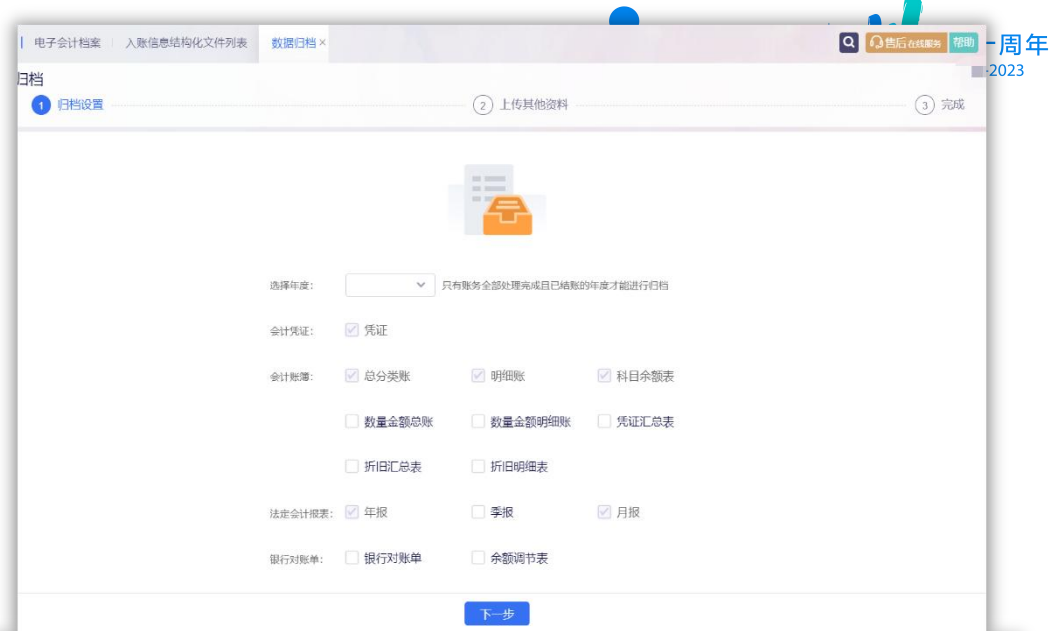 电子会计档案 入账信息结构化文件列表 数据归档 ×
售后在线服务 帮助
一周年
-2023
归档
1 归档设置 2 上传其他资料 3 完成
选择年度: 只有账务全部处理完成且已结账的年度才能进行归档
会计凭证: 凭证
会计账簿: 总分类账 明细账 科目余额表
数量金额总账 数量金额明细账 凭证汇总表
折旧汇总表 折旧明细表
法定会计报表: 年报 季报 月报
银行对账单: 银行对账单 余额调节表
下一步